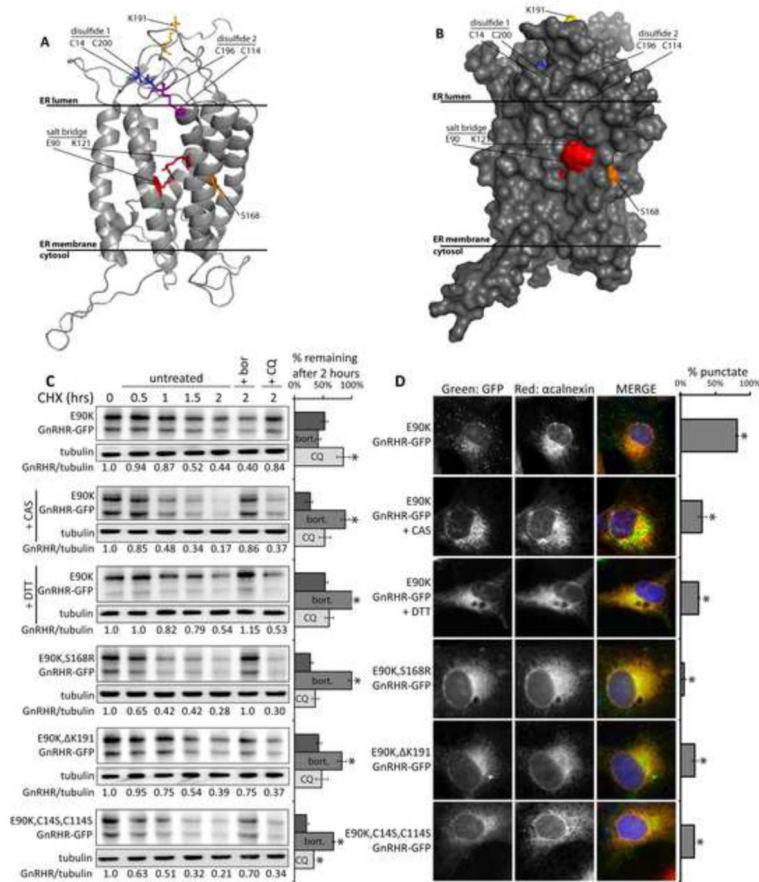 A
K191
disulfide 1
C14 C200
disulfide 2
C196 C114
ER lumen
salt bridge
E90 K121
S168
ER membrane
cytosol
B
K191
disulfide 1
C14 C200
disulfide 2
C196 C114
ER lumen
salt bridge
E90 K121
S168
ER membrane
cytosol
C
untreated
+ bor
+ CQ
% remaining
after 2 hours
CHX (hrs) 0 0.5 1 1.5 2 2 2
0% 50% 100%
E90K
GnRHR-GFP
bort.
CQ
*
tubulin
GnRHR/tubulin 1.0 0.94 0.87 0.52 0.44 0.40 0.84
+ CAS
E90K
GnRHR-GFP
bort. *
CQ
tubulin
GnRHR/tubulin 1.0 0.85 0.48 0.34 0.17 0.86 0.37
+ DTT
E90K
GnRHR-GFP
bort. *
CQ
tubulin
GnRHR/tubulin 1.0 1.0 0.82 0.79 0.54 1.15 0.53
E90K,S168R
GnRHR-GFP
bort. *
CQ
tubulin
GnRHR/tubulin 1.0 0.65 0.42 0.42 0.28 1.0 0.30
E90K,ΔK191
GnRHR-GFP
bort. *
CQ
tubulin
GnRHR/tubulin 1.0 0.95 0.75 0.54 0.39 0.75 0.37
E90K,C14S,C114S
GnRHR-GFP
bort. *
CQ *
tubulin
GnRHR/tubulin 1.0 0.63 0.51 0.32 0.21 0.70 0.34
D
Green: GFP Red: αcalnexin MERGE
% punctate
0% 50% 100%
E90K
GnRHR-GFP
*
E90K
GnRHR-GFP
+ CAS
*
E90K
GnRHR-GFP
+ DTT
*
E90K,S168R
GnRHR-GFP
*
E90K,ΔK191
GnRHR-GFP
*
E90K,C14S,C114S
GnRHR-GFP
*